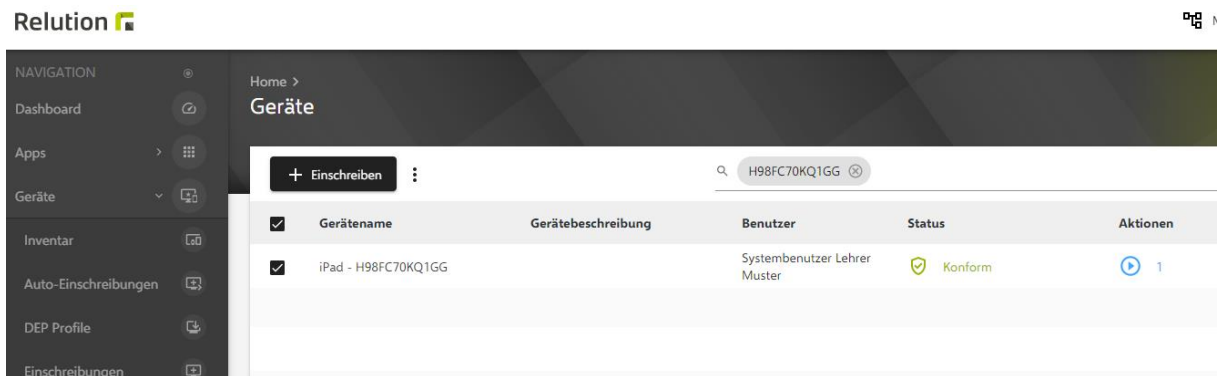 Relution
NAVIGATION
Dashboard
Apps
Geräte
Inventar
Auto-Einschreibungen
DEP Profile
Einschreibungen
Home >
Geräte
+ Einschreiben
H98FC70KQ1GG
Gerätename Gerätebeschreibung Benutzer Status Aktionen
iPad - H98FC70KQ1GG Systembenutzer Lehrer Konform 1
Muster